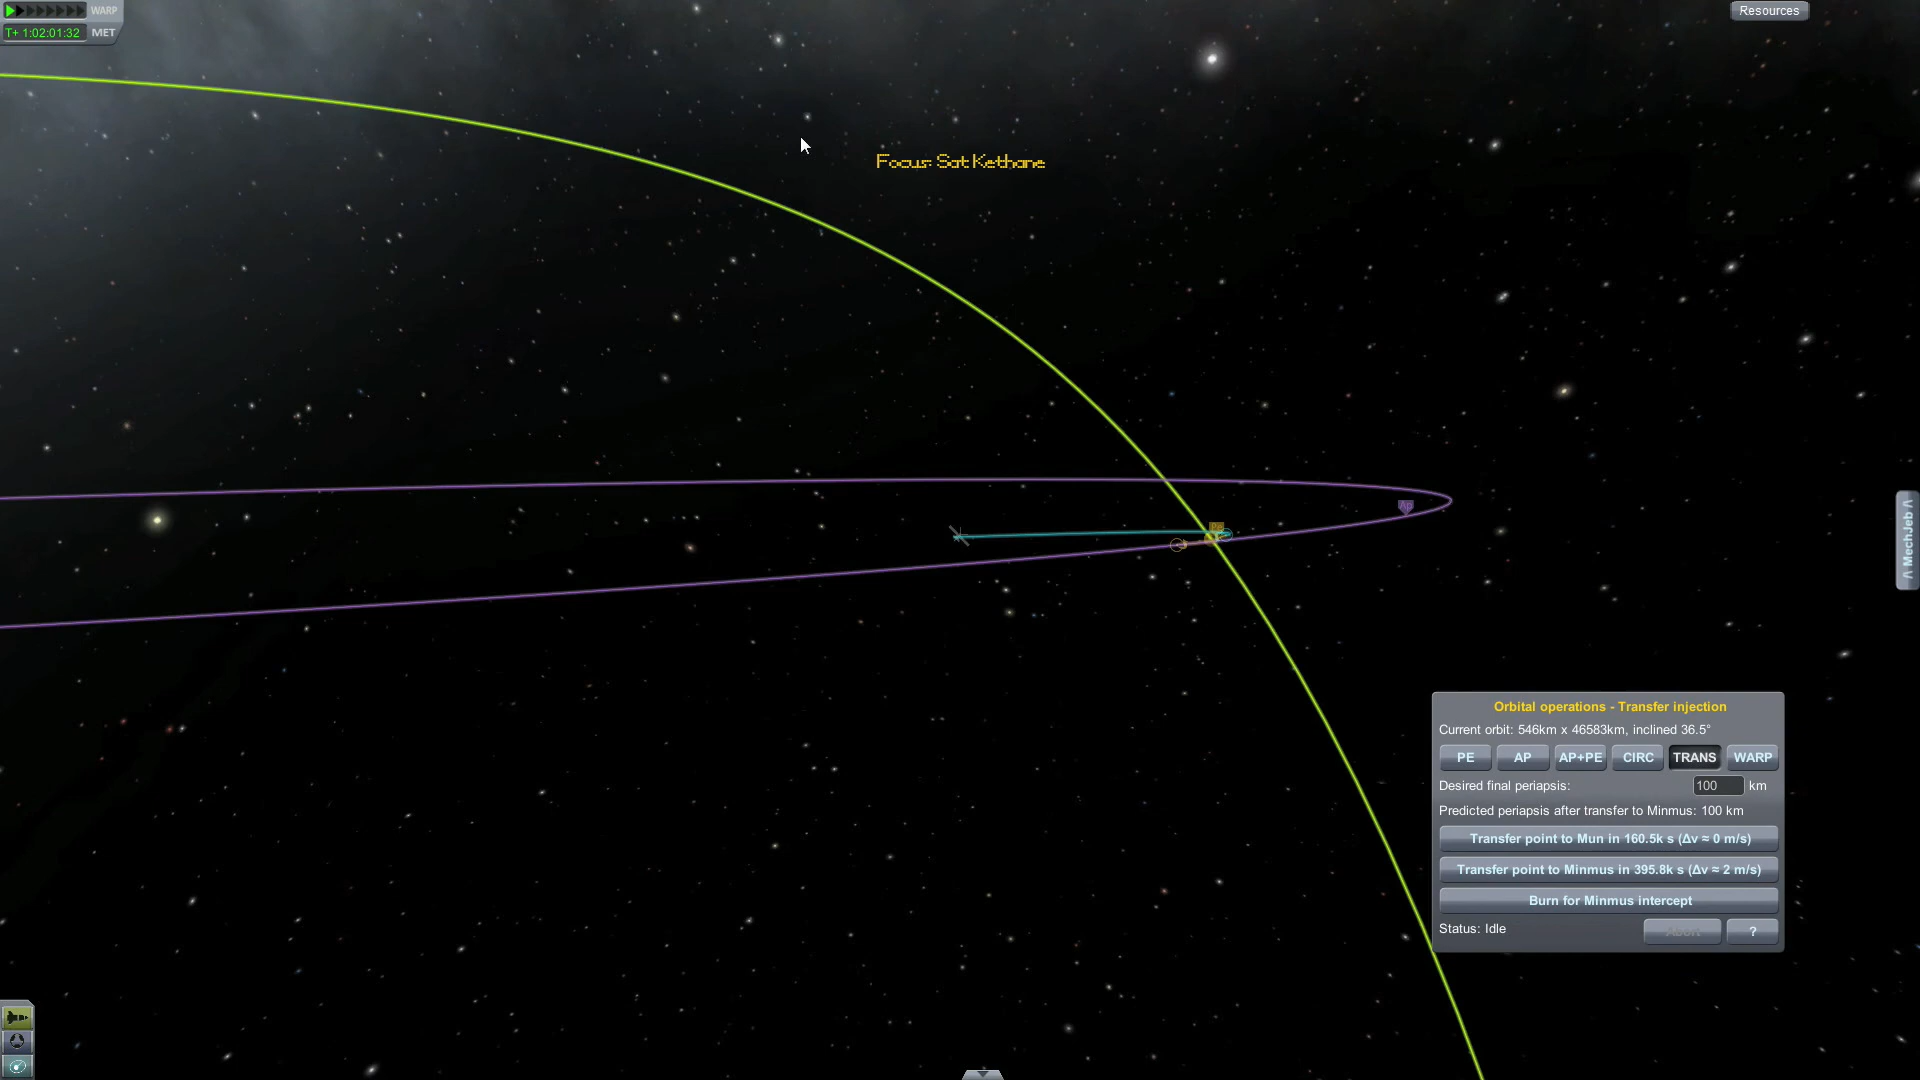 WARP
T+ 1:02:01:32 MET
Resources
Focus: Sat Kethane
Ap
Pe
/\ MechJeb /\
Orbital operations - Transfer injection
Current orbit: 546km x 46583km, inclined 36.5°
PE AP AP+PE CIRC TRANS WARP
Desired final periapsis: 100 km
Predicted periapsis after transfer to Minmus: 100 km
Transfer point to Mun in 160.5k s (Δv ≈ 0 m/s)
Transfer point to Minmus in 395.8k s (Δv ≈ 2 m/s)
Burn for Minmus intercept
Status: Idle Abort ?